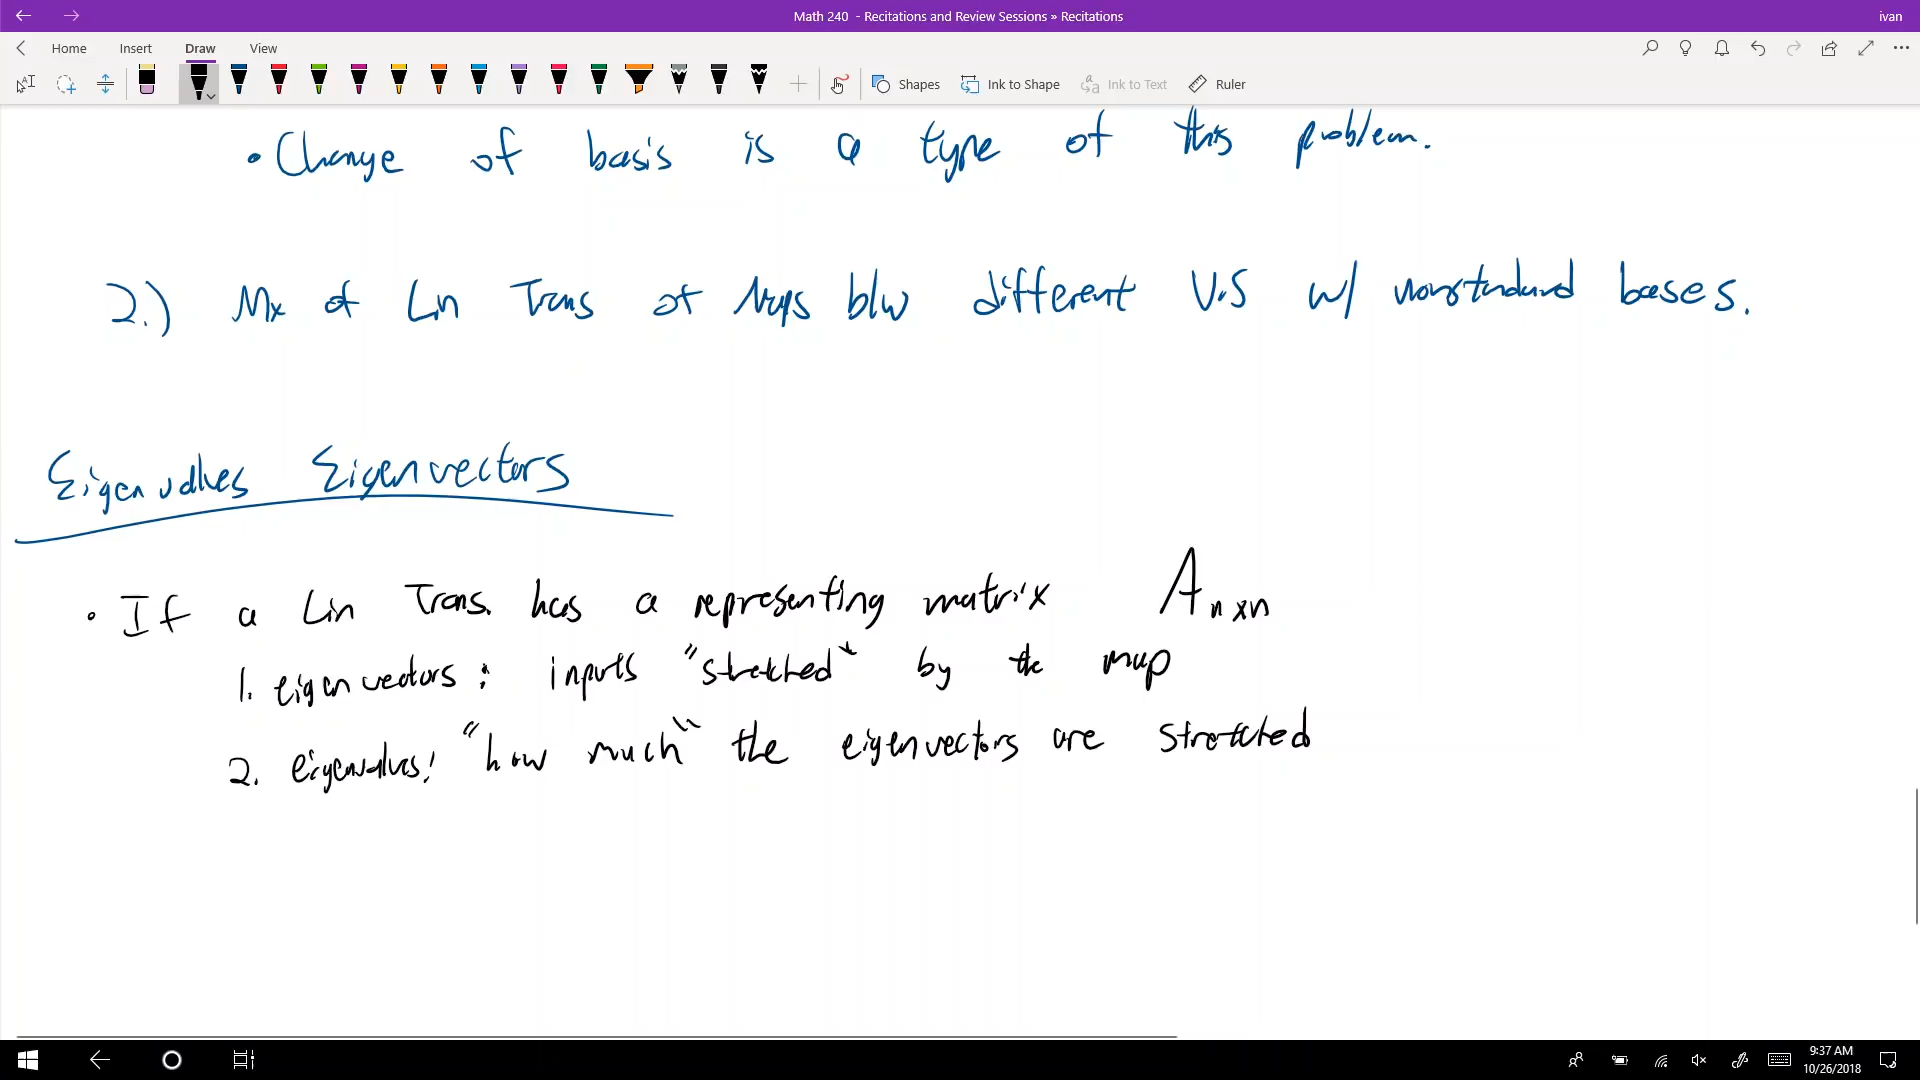 Math 240 - Recitations and Review Sessions » Recitations
ivan
Home Insert Draw View
Shapes Ink to Shape Ink to Text Ruler
• Change of basis is a type of this problem.
2.) Mx of Lin Trans of Maps b/w different V.S w/ nonstandard bases.
Eigenvalues Eigenvectors
• If a Lin Trans. has a representing matrix A n x n
1. eigenvectors: inputs "stretched" by the map
2. eigenvalues: "how much" the eigenvectors are stretched
9:37 AM
10/26/2018